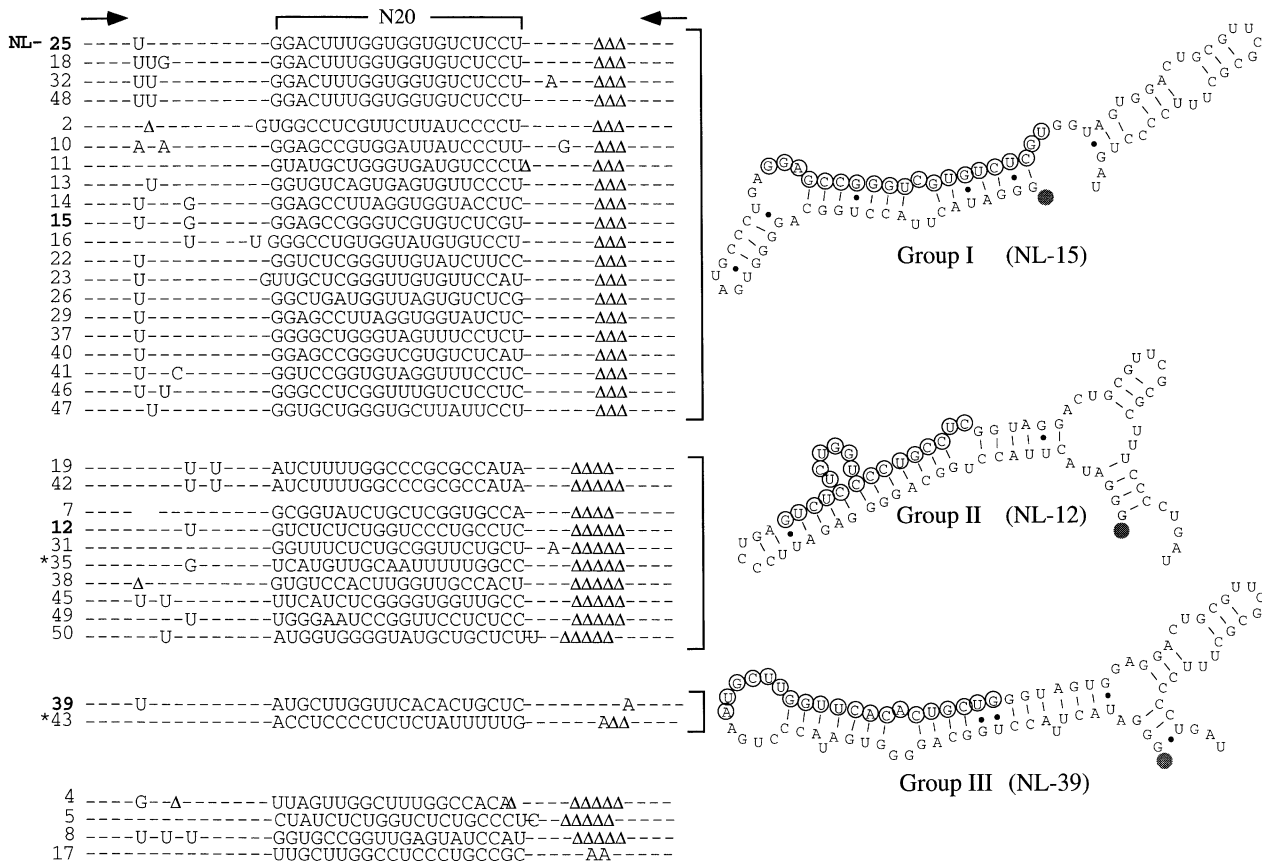 N20
NL- 25 -----U----------GGACUUUGGUGGUGUCUCCU------ΔΔΔ-----
18 -----UUG--------GGACUUUGGUGGUGUCUCCU------ΔΔΔ-----
32 -----UU---------GGACUUUGGUGGUGUCUCCU--A---ΔΔΔ-----
48 -----UU---------GGACUUUGGUGGUGUCUCCU------ΔΔΔ-----
2 ------Δ--------GUGGCCUCGUUCUUAUCCCCU------ΔΔΔ-----
10 -----A-A--------GGAGCCGUGGAUUAUCCCUU---G--ΔΔΔ-----
11 ----------------GUAUGCUGGGUGAUGUCCCUΔ-----ΔΔΔ-----
13 ------U---------GGUGUCAGUGAGUGUUCCCU------ΔΔΔ-----
14 -----U---G------GGAGCCUUAGGUGGUACCUC------ΔΔΔ-----
15 -----U---G------GGAGCCGGGUCGUGUCUCGU------ΔΔΔ-----
16 ---------U----U GGGCCUGUGGUAUGUGUCCU------ΔΔΔ-----
22 -----U----------GGUCUCGGGUUGUAUCUUCC------ΔΔΔ-----
23 -----U---------GUUGCUCGGGUUGUGUUCCAU------ΔΔΔ-----
26 -----U----------GGCUGAUGGUUAGUGUCUCG------ΔΔΔ-----
29 -----U----------GGAGCCUUAGGUGGUAUCUC------ΔΔΔ-----
37 -----U----------GGGGCUGGGUAGUUUCCUCU------ΔΔΔ-----
40 -----U----------GGAGCCGGGUCGUGUCUCAU------ΔΔΔ-----
41 -----U--C-------GGUCCGGUGUAGGUUUCCUC------ΔΔΔ-----
46 -----U-U--------GGGCCUCGGUUUGUCUCCUC------ΔΔΔ-----
47 ------U---------GGUGCUGGGUGCUUAUUCCU------ΔΔΔ-----
Group I (NL-15)
19 ---------U-U----AUCUUUUGGCCCGCGCCAUA----ΔΔΔΔ-----
42 ---------U-U----AUCUUUUGGCCCGCGCCAUA----ΔΔΔΔΔ-----
7 ----- ----------GCGGUAUCUGCUCGGUGCCA----ΔΔΔΔΔ-----
12 ---------U------GUCUCUCUGGUCCCUGCCUC----ΔΔΔΔΔ-----
31 ----------------GGUUUCUCUGCGGUUCUGCU--A-ΔΔΔΔΔ-----
*35 ---------G------UCAUGUUGCAAUUUUUGGCC----ΔΔΔΔΔ-----
38 -----Δ----------GUGUCCACUUGGUUGCCACU----ΔΔΔΔΔ-----
45 -----U-U--------UUCAUCUCGGGGUGGUUGCC----ΔΔΔΔΔ-----
49 ---------U------UGGGAAUCCGGUUCCUCUCC----ΔΔΔΔΔ-----
50 -------U--------AUGGUGGGGUAUGCUGCUCUU---ΔΔΔΔΔ-----
Group II (NL-12)
39 -----U----------AUGCUUGGUUCACACUGCUC--------A----
*43 ----------------ACCUCCCCUCUCUAUUUUUG------AΔΔ-----
Group III (NL-39)
4 -----G--Δ-------UUAGUUGGCUUUGGCCACAΔ----ΔΔΔΔΔ-----
5 ----------------CUAUCUCUGGUCUCUGCCCUC---ΔΔΔΔΔ-----
8 -----U-U-U------GGUGCCGGUUGAGUAUCCAU----ΔΔΔΔΔ-----
17 ----------------UUGCUUGGCCUCCCUGCCGC-----AA-----